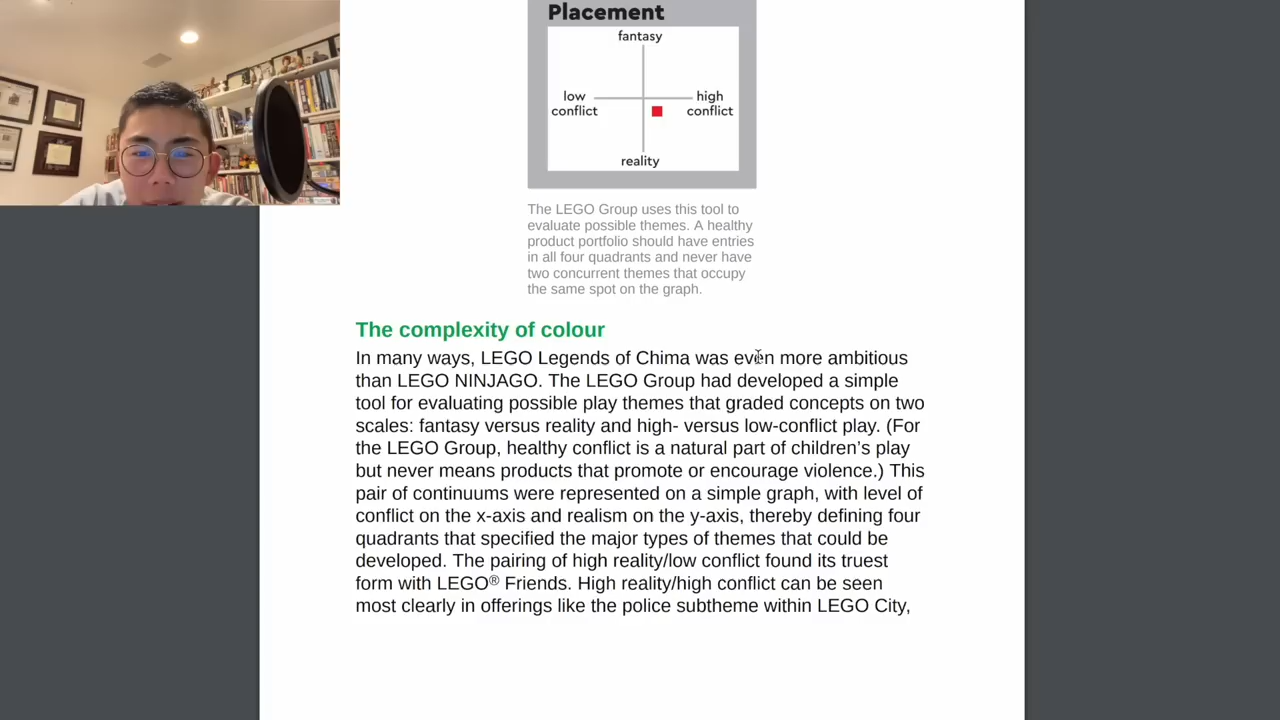 Placement
fantasy
low
conflict
high
conflict
reality
The LEGO Group uses this tool to
evaluate possible themes. A healthy
product portfolio should have entries
in all four quadrants and never have
two concurrent themes that occupy
the same spot on the graph.
The complexity of colour
In many ways, LEGO Legends of Chima was even more ambitious
than LEGO NINJAGO. The LEGO Group had developed a simple
tool for evaluating possible play themes that graded concepts on two
scales: fantasy versus reality and high- versus low-conflict play. (For
the LEGO Group, healthy conflict is a natural part of children’s play
but never means products that promote or encourage violence.) This
pair of continuums were represented on a simple graph, with level of
conflict on the x-axis and realism on the y-axis, thereby defining four
quadrants that specified the major types of themes that could be
developed. The pairing of high reality/low conflict found its truest
form with LEGO® Friends. High reality/high conflict can be seen
most clearly in offerings like the police subtheme within LEGO City,